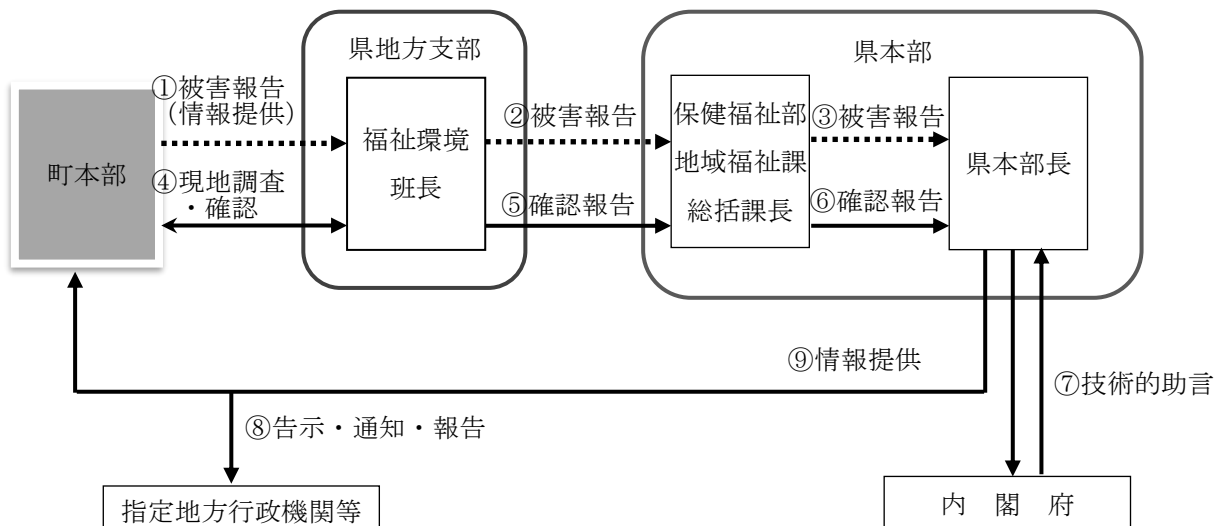 県地方支部
県本部
①被害報告
（情報提供）
②被害報告
保健福祉部
地域福祉課
総括課長
③被害報告
町本部
福祉環境
班長
県本部長
④現地調査
・確認
⑤確認報告
⑥確認報告
⑨情報提供
⑦技術的助言
⑧告示・通知・報告
指定地方行政機関等
内　閣　府